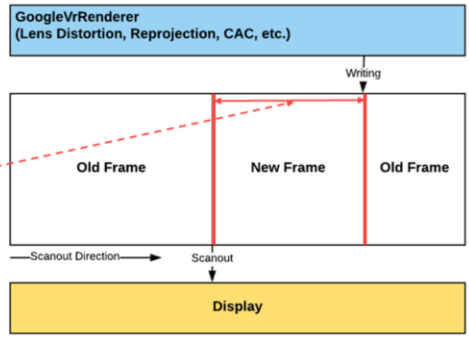 GoogleVrRenderer
(Lens Distortion, Reprojection, CAC, etc.)
Writing
Old Frame
New Frame
Old Frame
Scanout Direction
Scanout
Display